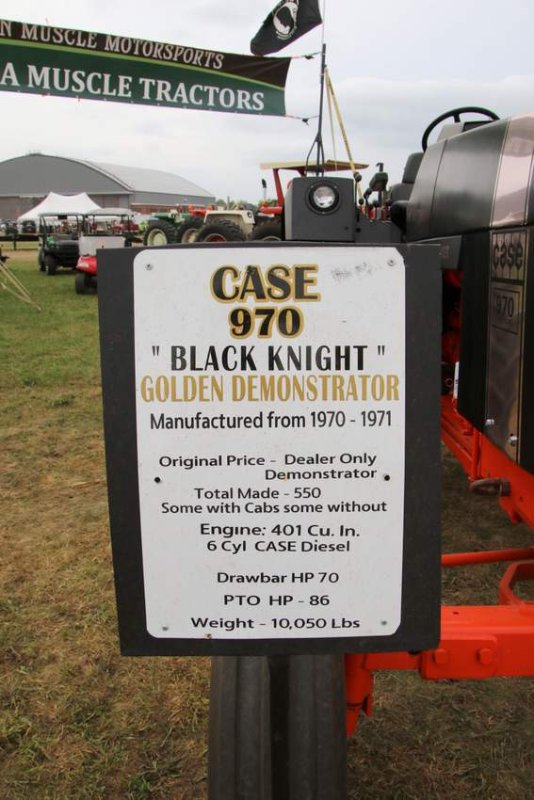 N MUSCLE MOTORSPORTS
A MUSCLE TRACTORS
CASE
970
" BLACK KNIGHT "
GOLDEN DEMONSTRATOR
Manufactured from 1970 - 1971
Original Price - Dealer Only
Demonstrator
Total Made - 550
Some with Cabs some without
Engine: 401 Cu. In.
6 Cyl CASE Diesel
Drawbar HP 70
PTO HP - 86
Weight - 10,050 Lbs
CASE
970